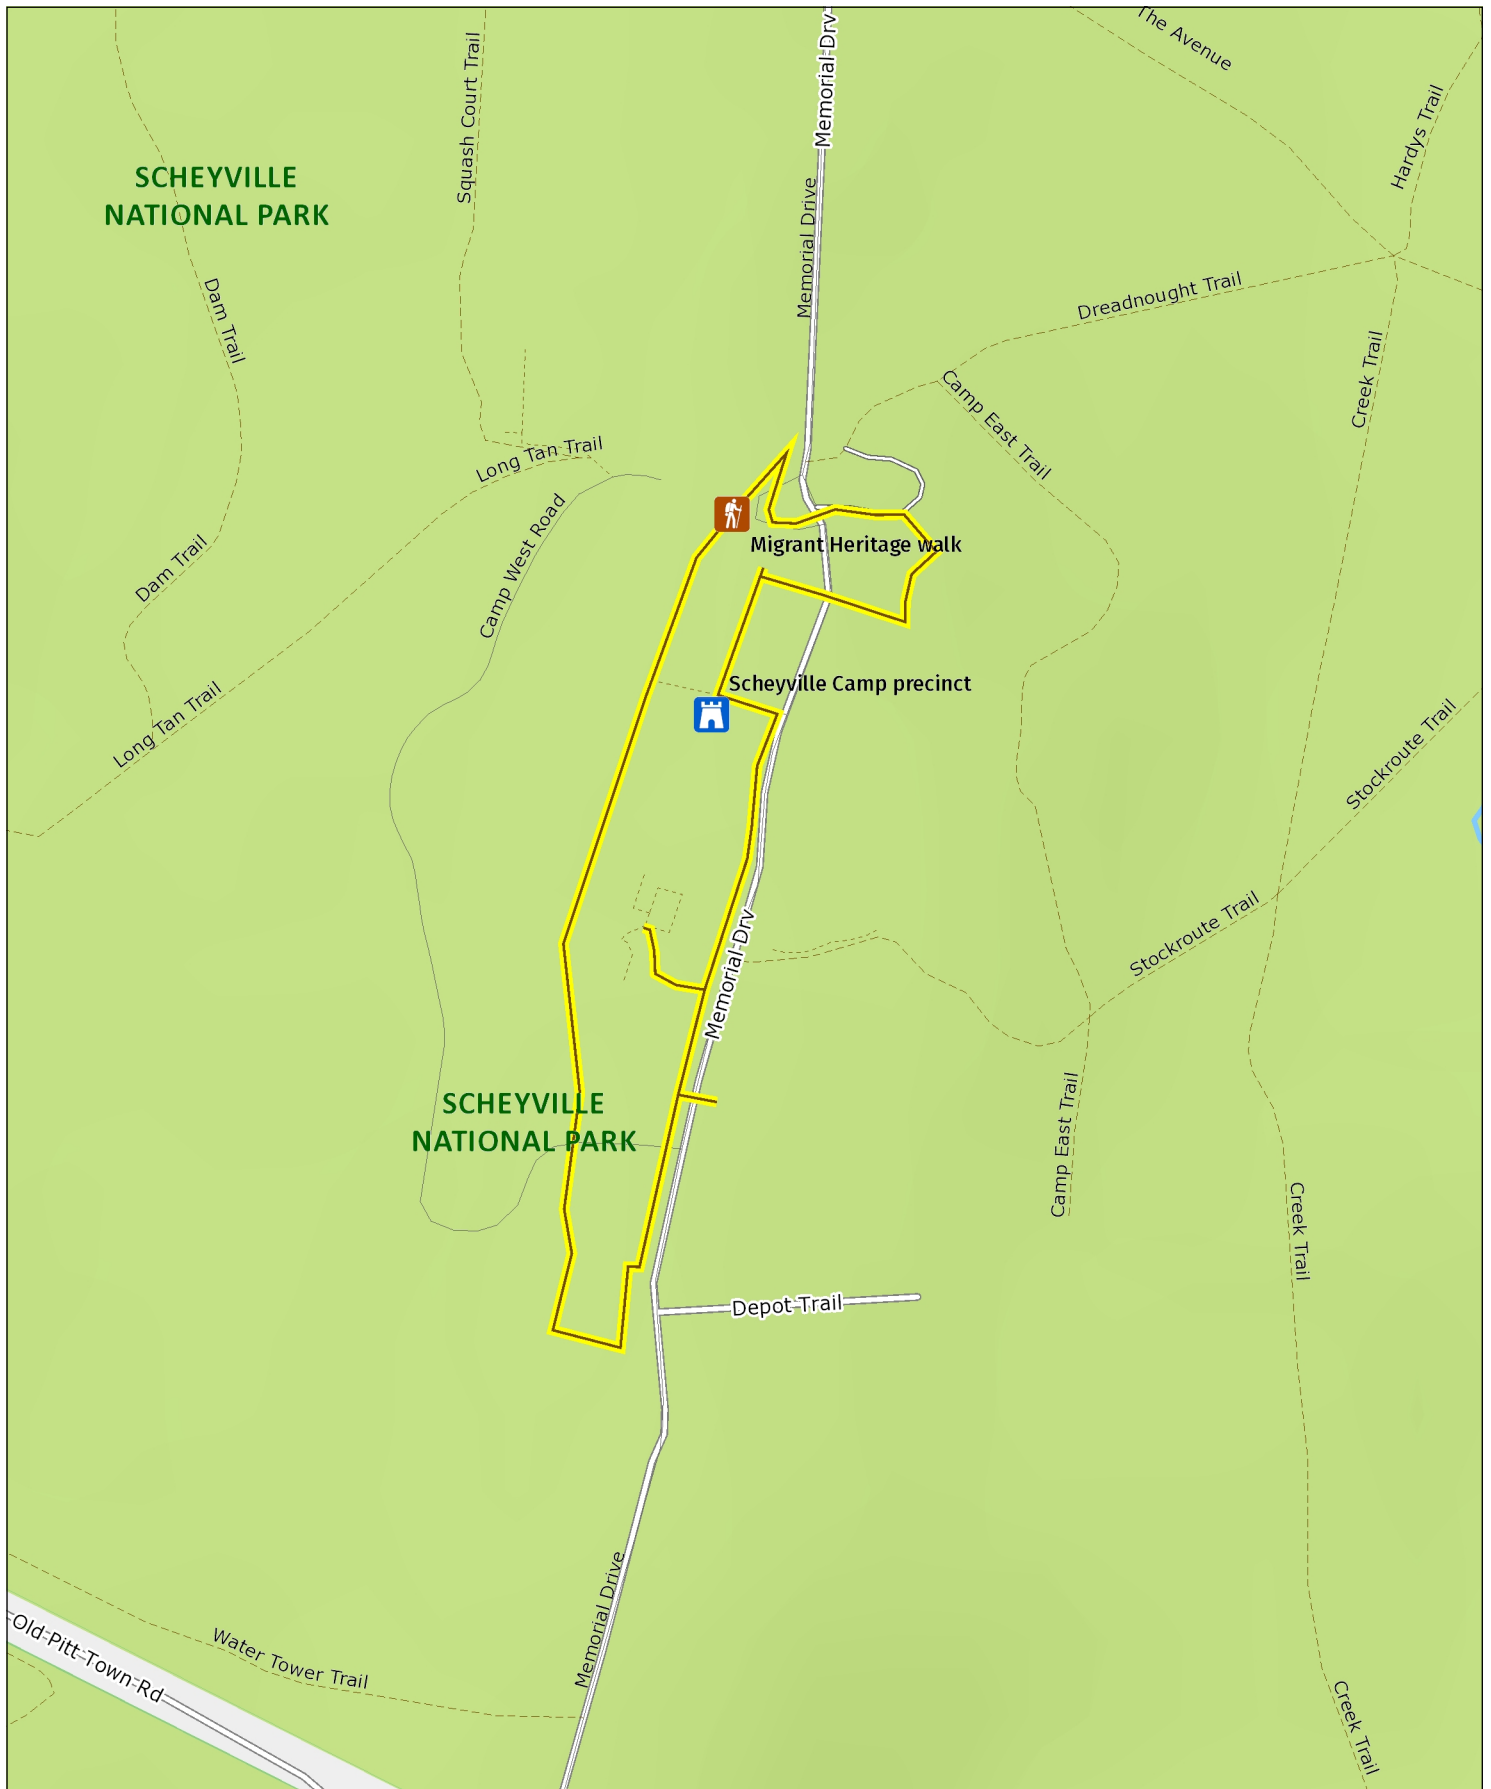 Memorial Drv
The Avenue
Squash Court Trail
Hardys Trail
SCHEYVILLE
NATIONAL PARK
Memorial Drive
Dam Trail
Dreadnought Trail
Creek Trail
Camp East Trail
Long Tan Trail
Camp West Road
Migrant Heritage walk
Dam Trail
Scheyville Camp precinct
Long Tan Trail
Stockroute Trail
Stockroute Trail
Memorial Drv
SCHEYVILLE
NATIONAL PARK
Camp East Trail
Creek Trail
Depot Trail
Memorial Drive
Old Pitt Town Rd
Water Tower Trail
Creek Trail